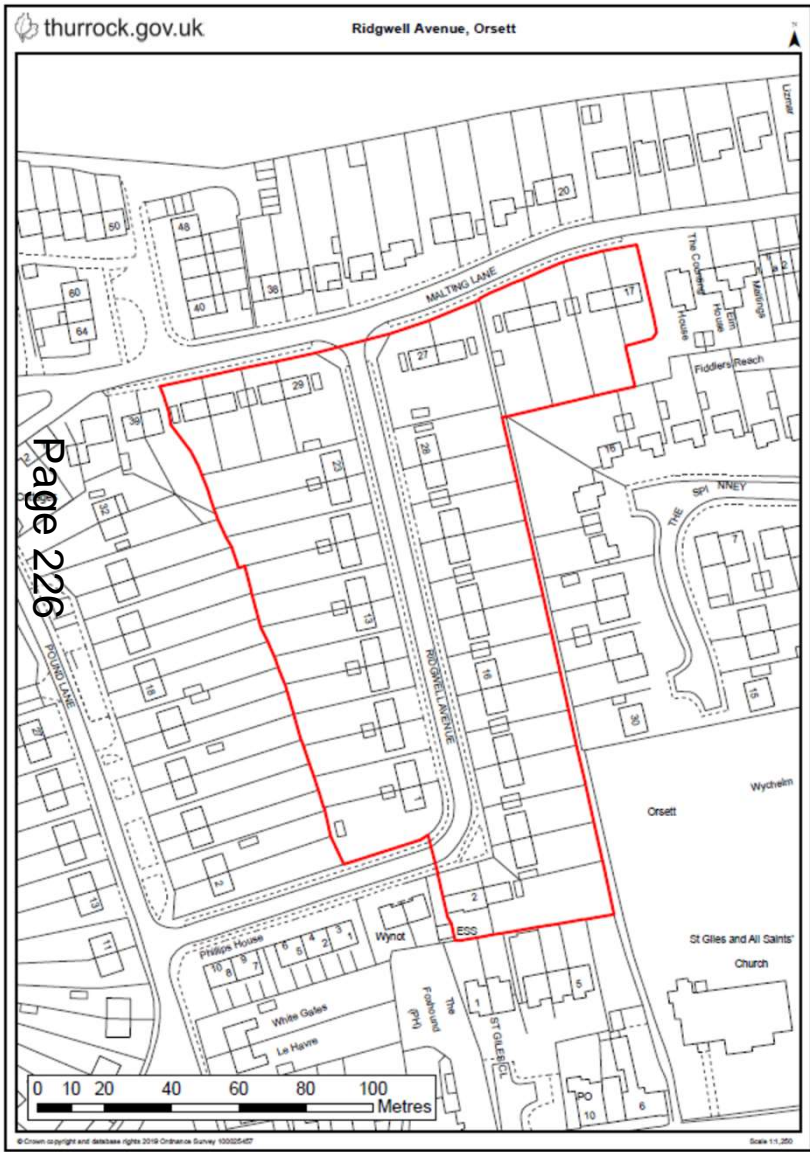 thurrock.gov.uk
Ridgwell Avenue, Orsett
N
Lizmar
20
50
48
The Counting House
Elm House
Maltings
2
60
38
MALTING LANE
17
40
64
27
Fiddlers Reach
29
39
28
16
2
23
THE SPINNEY
32
7
Page 226
13
RIDGWELL AVENUE
POUND LANE
16
18
15
30
27
Wychelm
1
Orsett
2
2
13
St Giles and All Saints'
Church
ESS
Wynot
11
Phillips House
10 9 8 7 6 5 4 3 2 1
The Foxhound (PH)
1
5
White Gates
ST GILES CL
Le Havre
PO
10
6
0 10 20 40 60 80 100
Metres
© Crown copyright and database rights 2019 Ordnance Survey 100025457
Scale 1:1,250